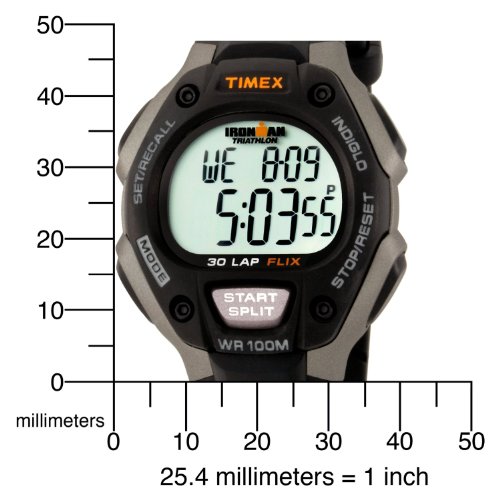 50
40
30
20
10
0
millimeters
0 10 20 30 40 50
25.4 millimeters = 1 inch
TIMEX
IRONMAN
TRIATHLON
SET/RECALL
INDIGLO
WE 8-09
P
5:03 55
MODE
STOP/RESET
30 LAP FLIX
START
SPLIT
WR 100M